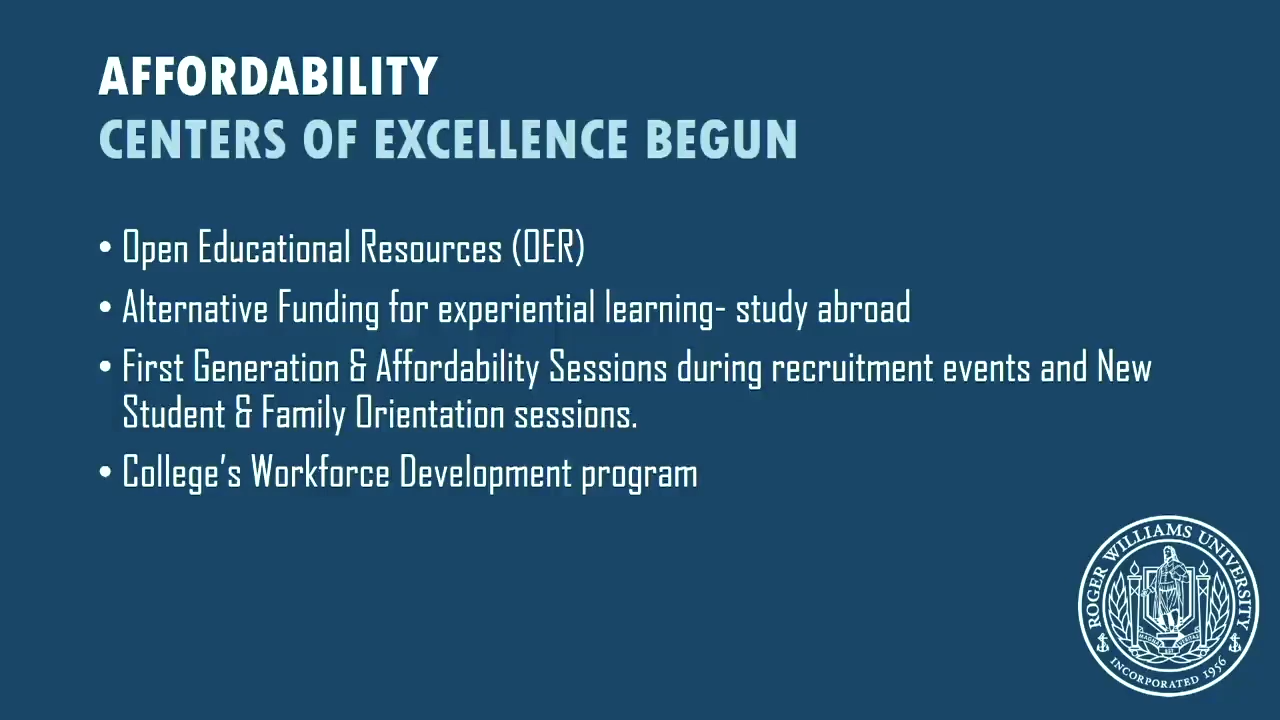 AFFORDABILITY
CENTERS OF EXCELLENCE BEGUN
• Open Educational Resources (OER)
• Alternative Funding for experiential learning- study abroad
• First Generation & Affordability Sessions during recruitment events and New
Student & Family Orientation sessions.
• College's Workforce Development program
ROGER WILLIAMS UNIVERSITY
INCORPORATED 1956